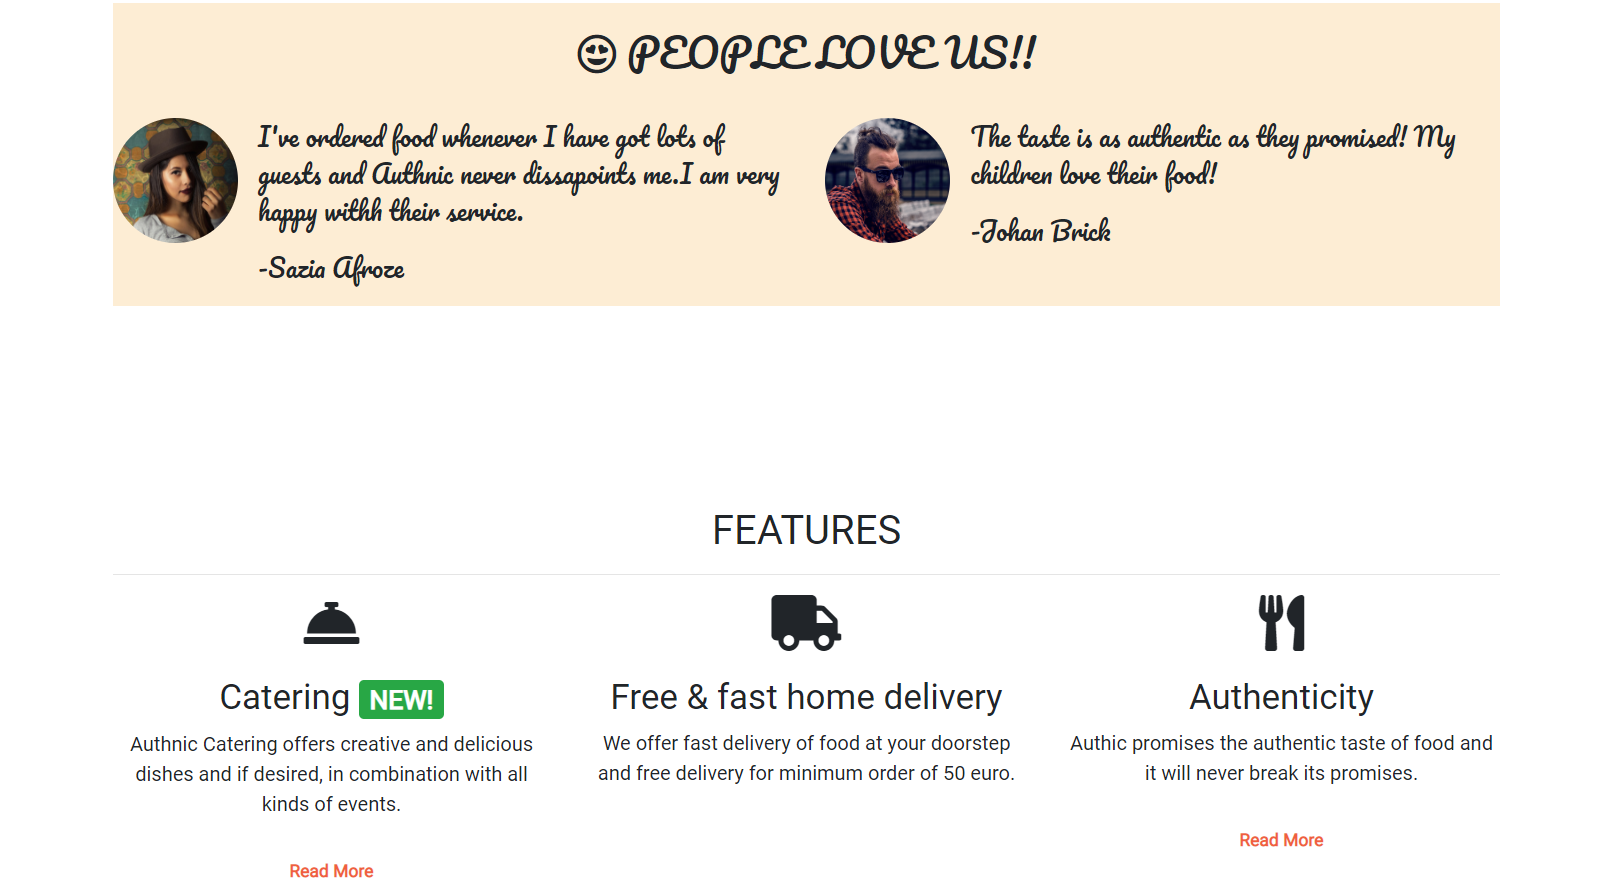 PEOPLE LOVE US!!
I've ordered food whenever I have got lots of
guests and Authnic never dissapoints me.I am very
happy withh their service.
-Sazia Afroze
The taste is as authentic as they promised! My
children love their food!
-Johan Brick
FEATURES
Catering NEW!
Authnic Catering offers creative and delicious
dishes and if desired, in combination with all
kinds of events.
Read More
Free & fast home delivery
We offer fast delivery of food at your doorstep
and free delivery for minimum order of 50 euro.
Authenticity
Authic promises the authentic taste of food and
it will never break its promises.
Read More